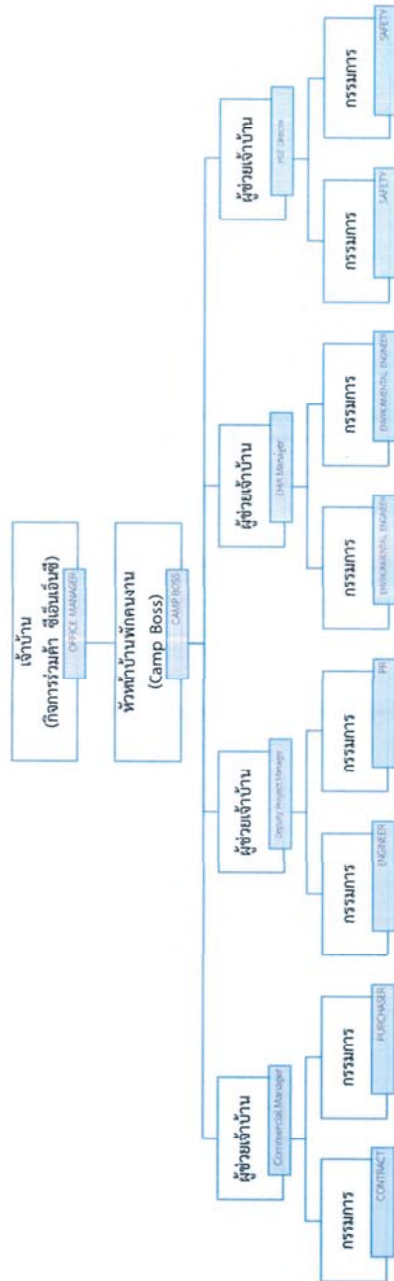 เจ้าบ้าน
(กิจการร่วมค้า ซีเอ็นเอ็นซี)
OFFICE MANAGER
หัวหน้าบ้านพักคนงาน
(Camp Boss)
CAMP BOSS
ผู้ช่วยเจ้าบ้าน
Commercial Manager
ผู้ช่วยเจ้าบ้าน
Deputy Project Manager
ผู้ช่วยเจ้าบ้าน
EMIA Manager
ผู้ช่วยเจ้าบ้าน
HSE Director
กรรมการ
CONTRACT
กรรมการ
PURCHASER
กรรมการ
ENGINEER
กรรมการ
PR
กรรมการ
ENVIRONMENTAL ENGINEER
กรรมการ
ENVIRONMENTAL ENGINEER
กรรมการ
SAFETY
กรรมการ
SAFETY